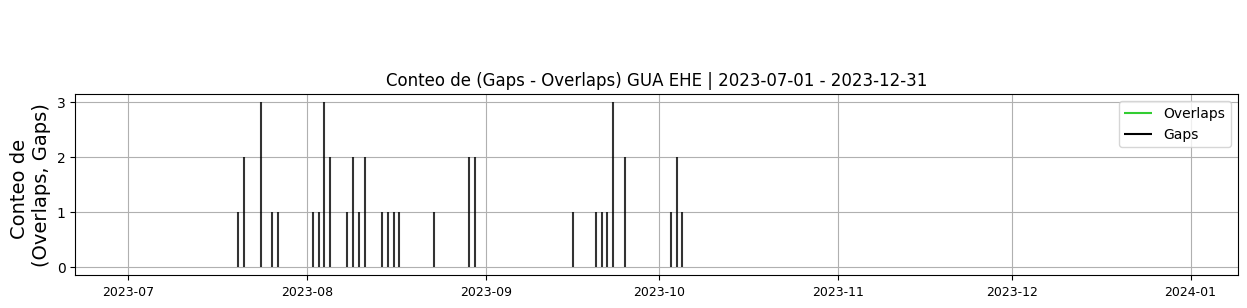 Conteo de (Gaps - Overlaps) GUA EHE | 2023-07-01 - 2023-12-31
Conteo de
(Overlaps, Gaps)
3
2
1
0
Overlaps
Gaps
2023-07
2023-08
2023-09
2023-10
2023-11
2023-12
2024-01